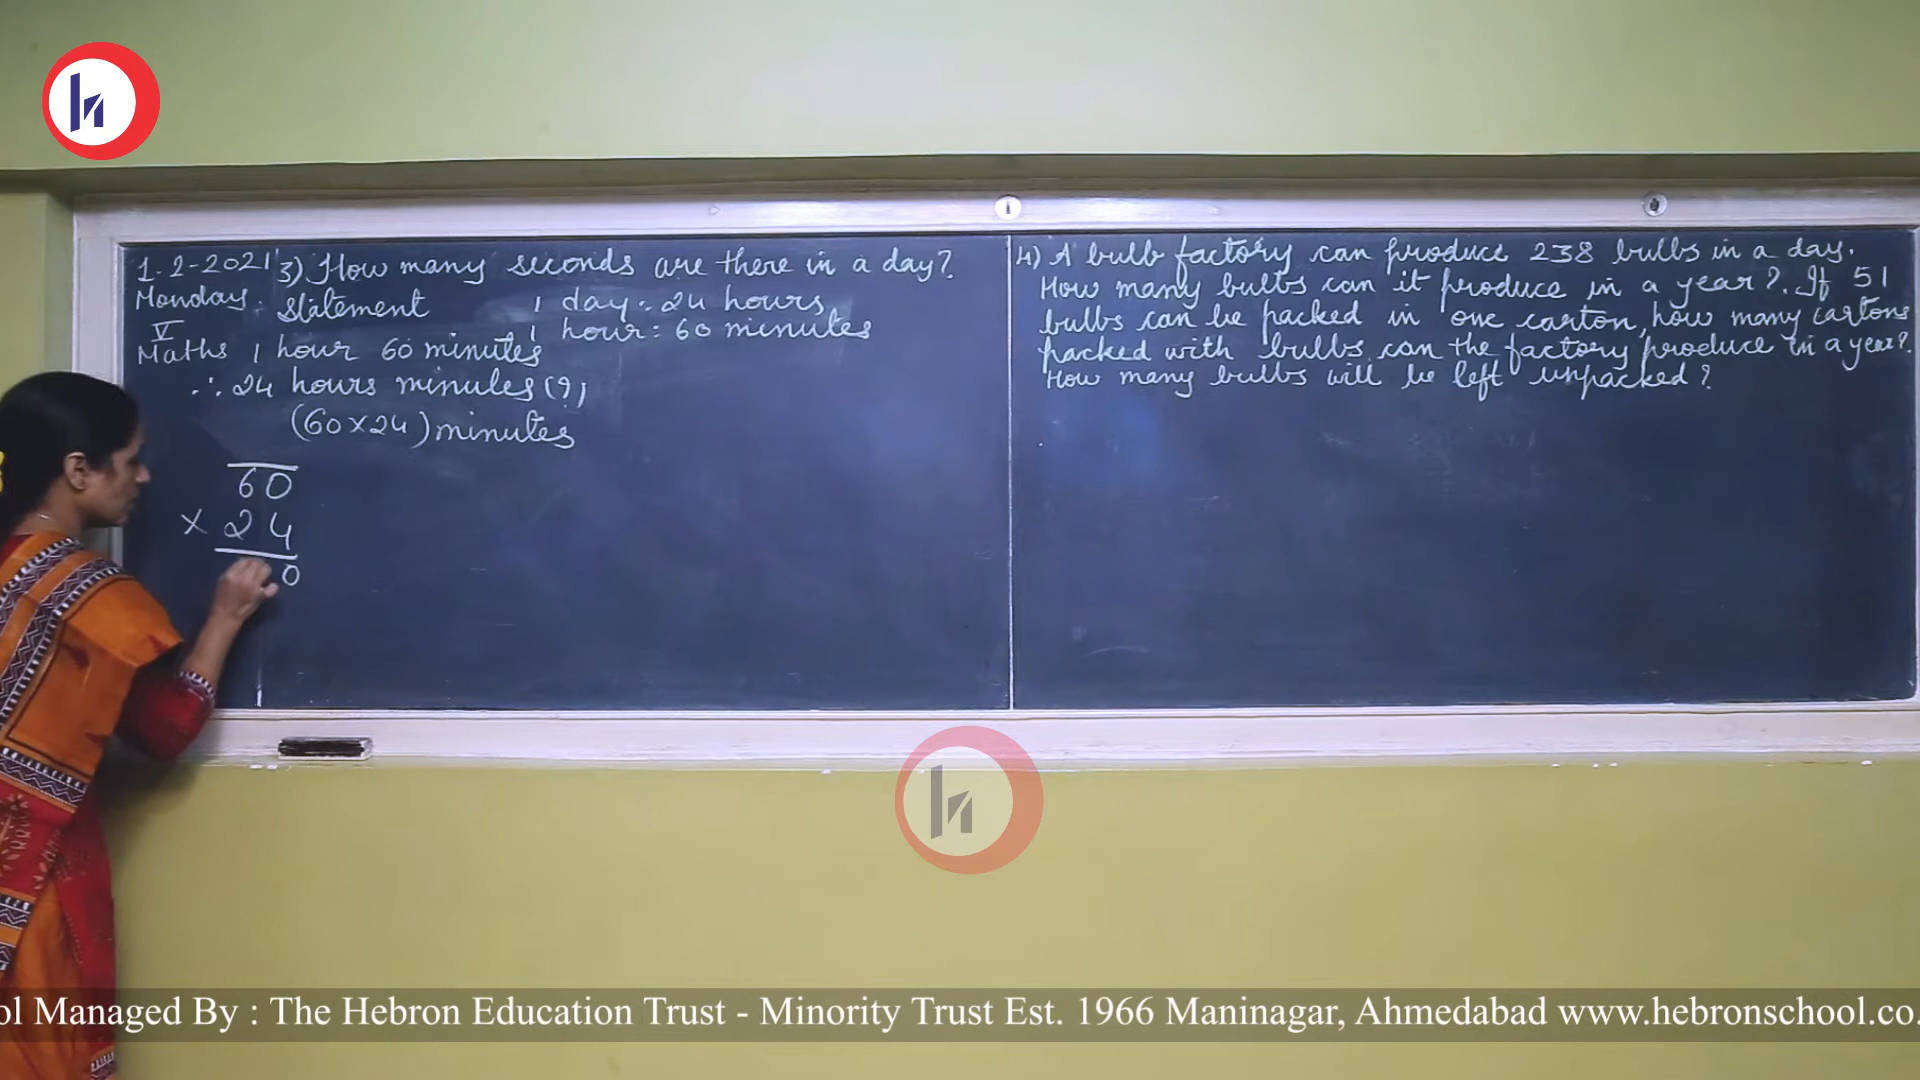 1-2-2021
Monday.
V
Maths
3) How many seconds are there in a day?
Statement 1 day = 24 hours,
1 hour = 60 minutes
1 hour 60 minutes
∴ 24 hours minutes (?)
(60×24) minutes
60
× 24
0
4) A bulb factory can produce 238 bulbs in a day.
How many bulbs can it produce in a year?. If 51
bulbs can be packed in one carton, how many cartons
packed with bulbs can the factory produce in a year?.
How many bulbs will be left unpacked?
ol Managed By : The Hebron Education Trust - Minority Trust Est. 1966 Maninagar, Ahmedabad www.hebronschool.co.